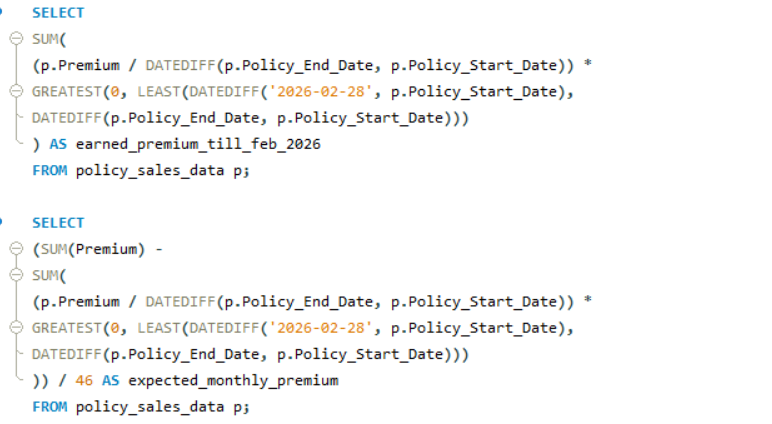 SELECT
SUM(
(p.Premium / DATEDIFF(p.Policy_End_Date, p.Policy_Start_Date)) *
GREATEST(0, LEAST(DATEDIFF('2026-02-28', p.Policy_Start_Date),
DATEDIFF(p.Policy_End_Date, p.Policy_Start_Date)))
) AS earned_premium_till_feb_2026
FROM policy_sales_data p;
SELECT
(SUM(Premium) -
SUM(
(p.Premium / DATEDIFF(p.Policy_End_Date, p.Policy_Start_Date)) *
GREATEST(0, LEAST(DATEDIFF('2026-02-28', p.Policy_Start_Date),
DATEDIFF(p.Policy_End_Date, p.Policy_Start_Date)))
)) / 46 AS expected_monthly_premium
FROM policy_sales_data p;